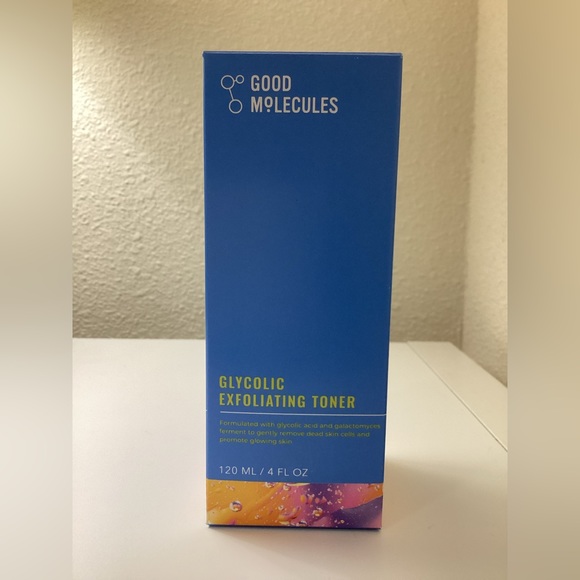 GOOD
MOLECULES
GLYCOLIC
EXFOLIATING TONER
Formulated with glycolic acid and galactomyces
ferment to gently remove dead skin cells and
promote glowing skin
120 ML / 4 FL OZ